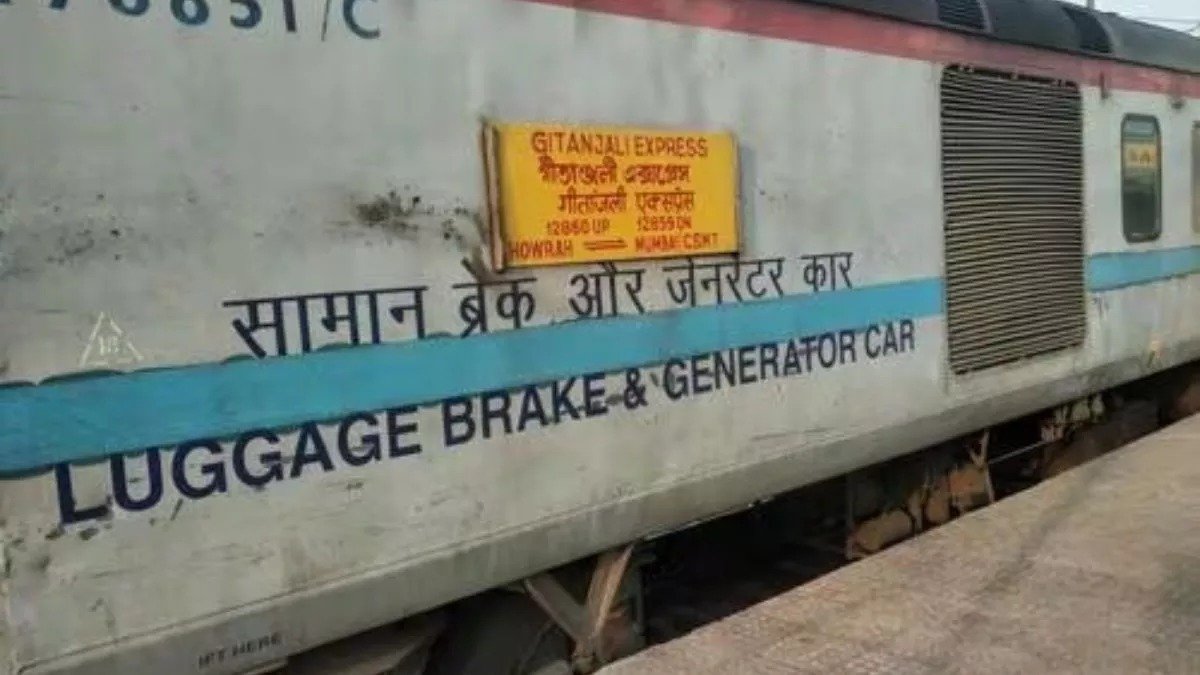 GITANJALI EXPRESS
গীতাঞ্জলী এক্সপ্রেস
गीतांजली एक्सप्रेस
12860 UP 12859 DN
HOWRAH MUMBAI CSMT
सामान ब्रेक और जेनरेटर कार
LUGGAGE BRAKE & GENERATOR CAR